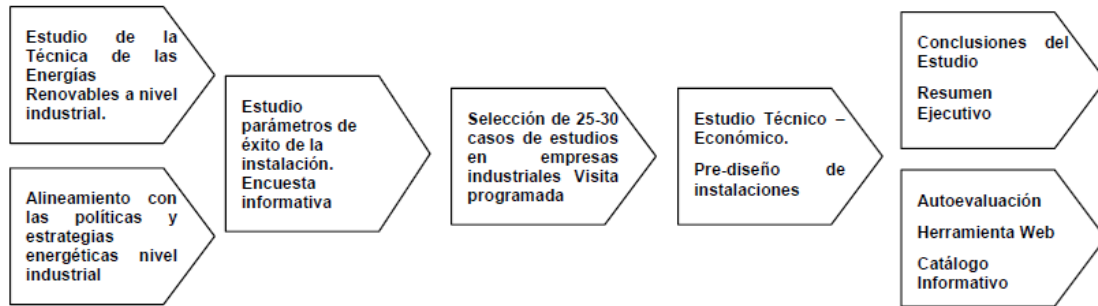 Estudio de la
Técnica de las
Energías
Renovables a nivel
industrial.
Alineamiento con
las políticas y
estrategias
energéticas nivel
industrial
Estudio
parámetros de
éxito de la
instalación.
Encuesta
informativa
Selección de 25-30
casos de estudios
en empresas
industriales Visita
programada
Estudio Técnico –
Económico.
Pre-diseño de
instalaciones
Conclusiones del
Estudio
Resumen
Ejecutivo
Autoevaluación
Herramienta Web
Catálogo
Informativo